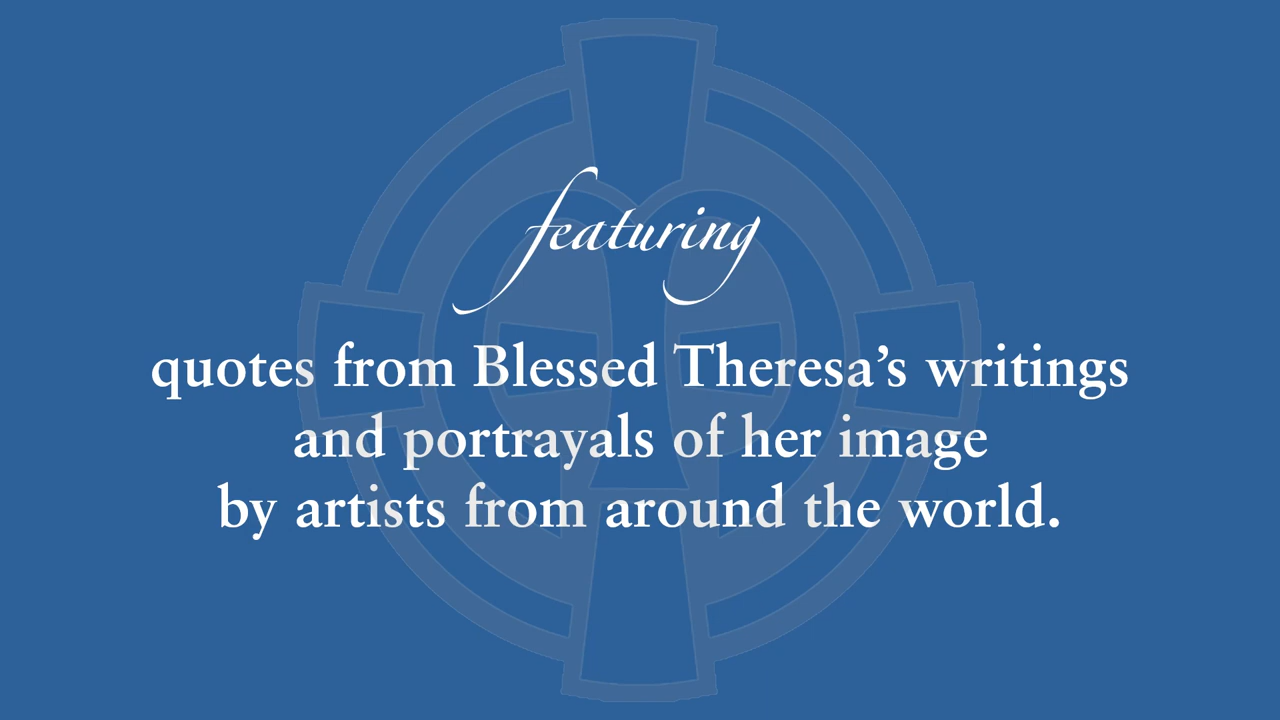 featuring
quotes from Blessed Theresa’s writings
and portrayals of her image
by artists from around the world.